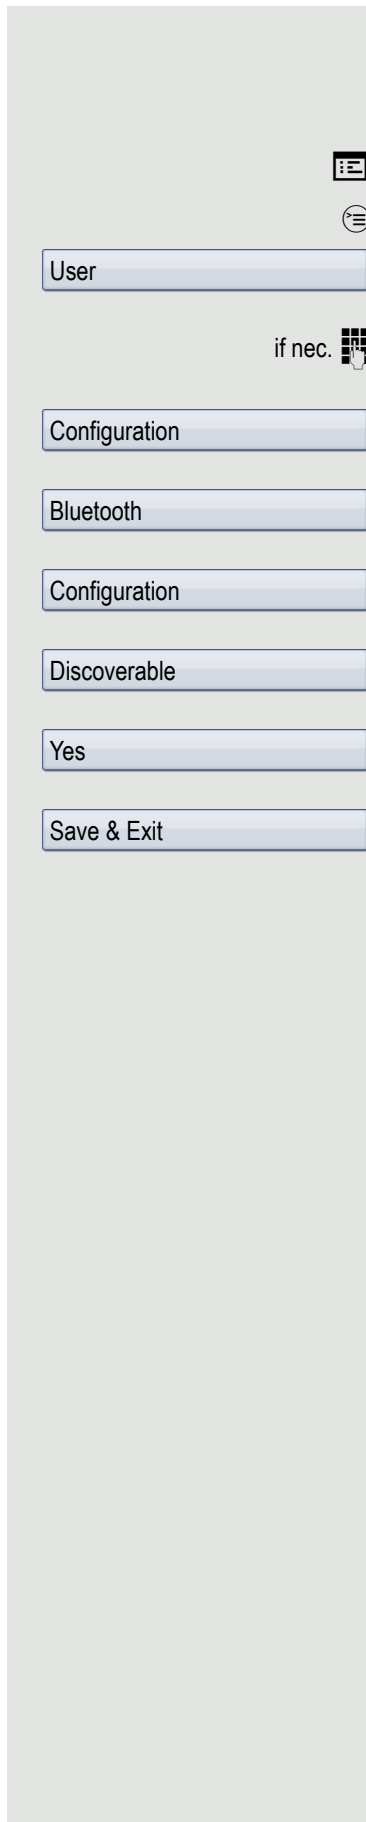 User
if nec.
Configuration
Bluetooth
Configuration
Discoverable
Yes
Save & Exit